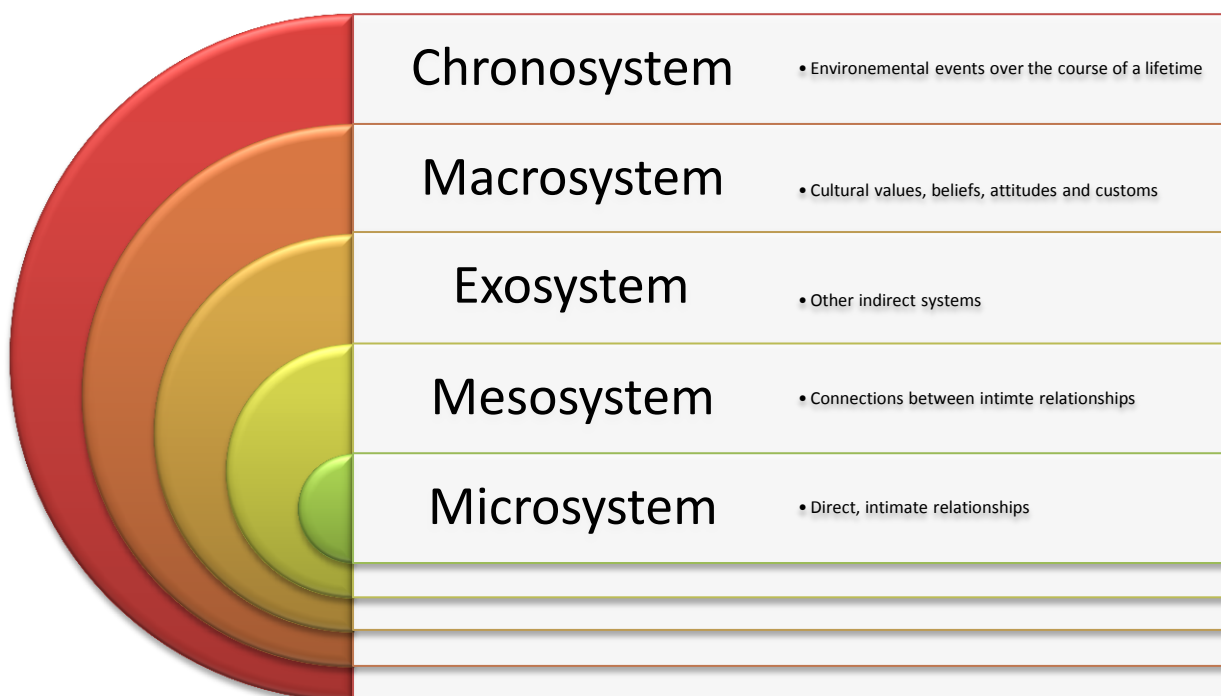 Chronosystem
• Environemental events over the course of a lifetime
Macrosystem
• Cultural values, beliefs, attitudes and customs
Exosystem
• Other indirect systems
Mesosystem
• Connections between intimte relationships
Microsystem
• Direct, intimate relationships